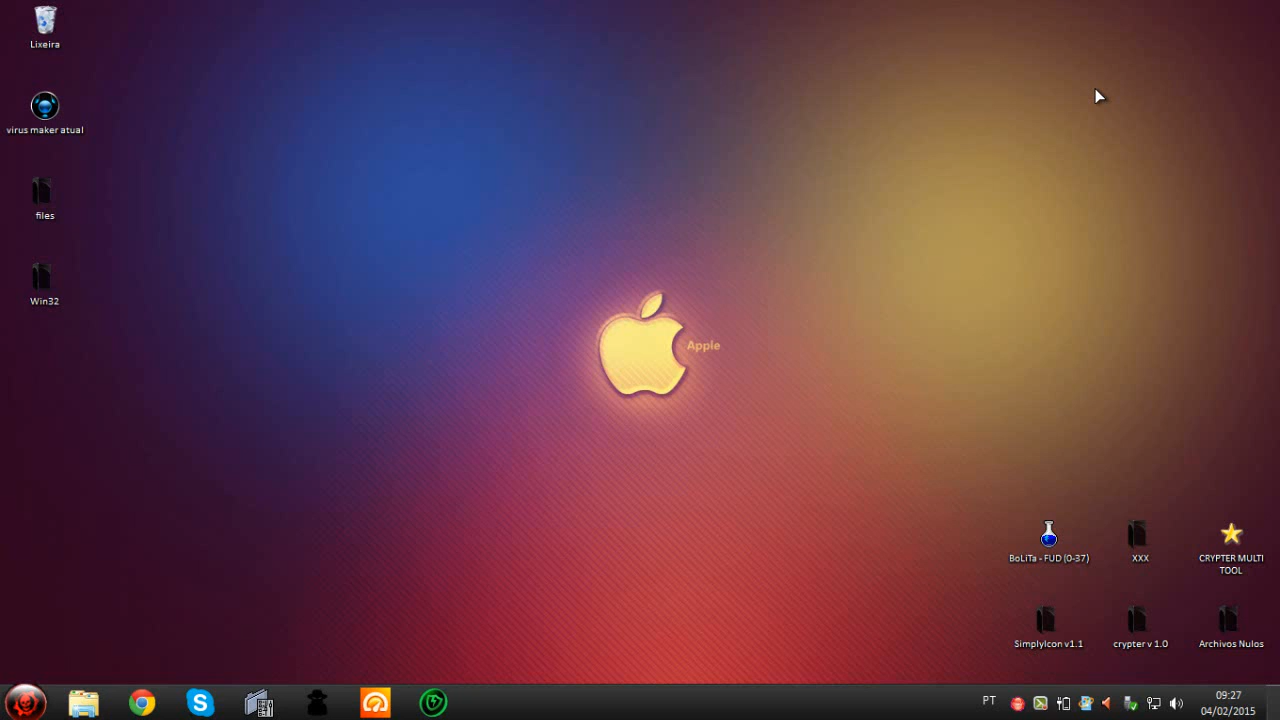 Lixeira
virus maker atual
files
Win32
Apple
BoLiTa - FUD (0-37)
XXX
CRYPTER MULTI
TOOL
SimplyIcon v1.1
crypter v 1.0
Archivos Nulos
PT
09:27
04/02/2015